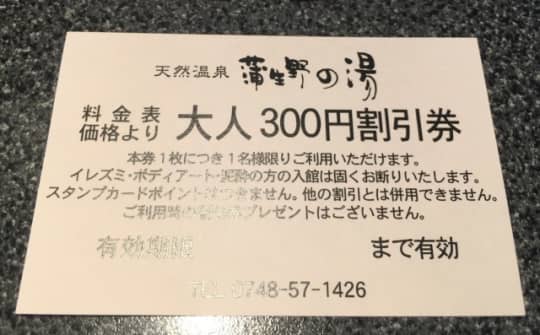 天然温泉 蒲生野の湯
料金表価格より 大人300円割引券
本券1枚につき1名様限りご利用いただけます。
イレズミ・ボディアート・泥酔の方の入館は固くお断りいたします。
スタンプカードポイントはつきません。他の割引とは併用できません。
ご利用時の プレゼントはございません。
有効期限 まで有効
TEL 0748-57-1426